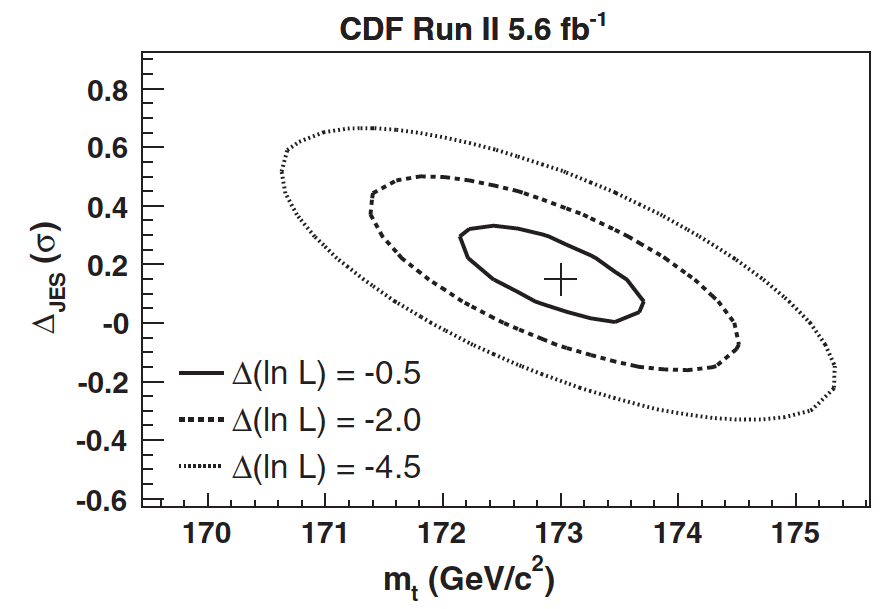 CDF Run II 5.6 fb⁻¹
0.8
0.6
0.4
0.2
-0
-0.2
-0.4
-0.6
Δ_JES (σ)
Δ(ln L) = -0.5
Δ(ln L) = -2.0
Δ(ln L) = -4.5
170 171 172 173 174 175
m_t (GeV/c²)